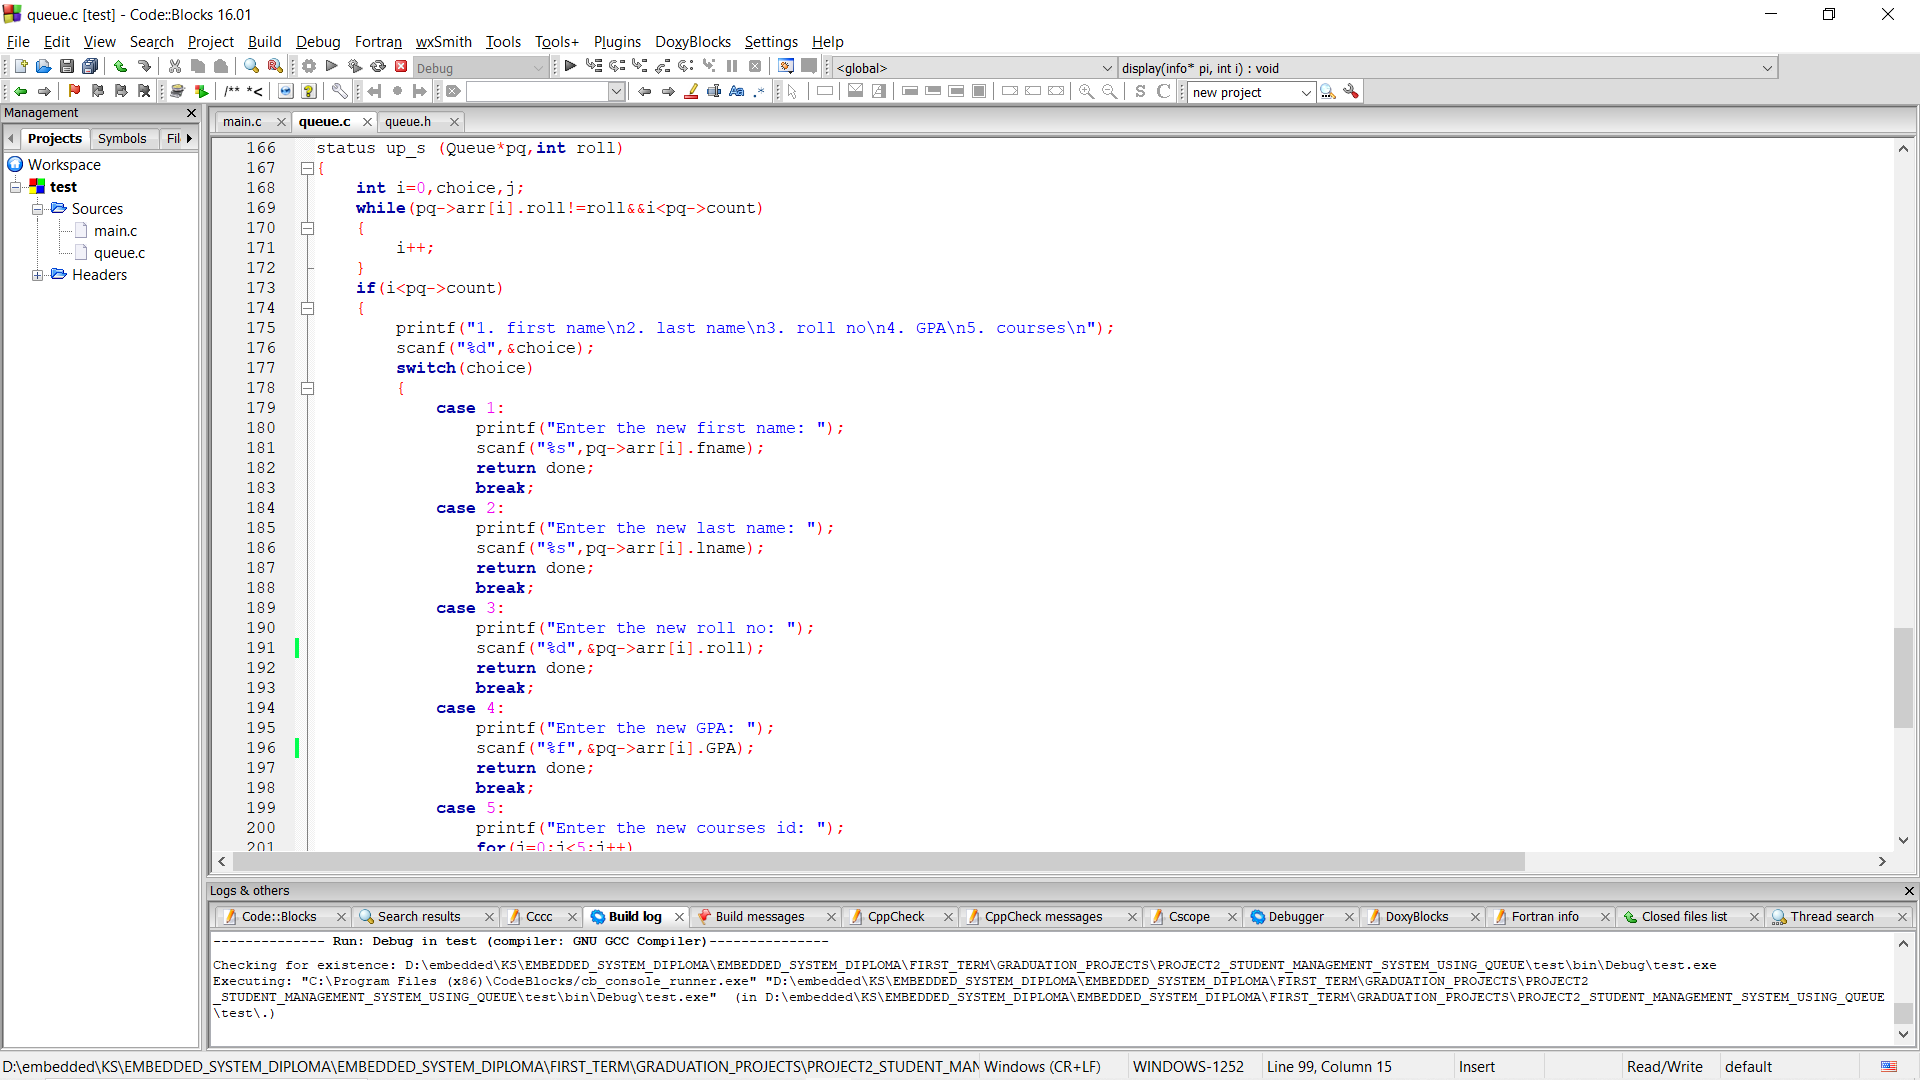 queue.c [test] - Code::Blocks 16.01
File Edit View Search Project Build Debug Fortran wxSmith Tools Tools+ Plugins DoxyBlocks Settings Help
Debug <global> display(info* pi, int i) : void
/** *< Aa .* S C new project
Management
Projects Symbols Fil
Workspace
test
Sources
main.c
queue.c
Headers
main.c queue.c queue.h
166 status up_s (Queue*pq,int roll)
167 {
168 int i=0,choice,j;
169 while(pq->arr[i].roll!=roll&&i<pq->count)
170 {
171 i++;
172 }
173 if(i<pq->count)
174 {
175 printf("1. first name\n2. last name\n3. roll no\n4. GPA\n5. courses\n");
176 scanf("%d",&choice);
177 switch(choice)
178 {
179 case 1:
180 printf("Enter the new first name: ");
181 scanf("%s",pq->arr[i].fname);
182 return done;
183 break;
184 case 2:
185 printf("Enter the new last name: ");
186 scanf("%s",pq->arr[i].lname);
187 return done;
188 break;
189 case 3:
190 printf("Enter the new roll no: ");
191 scanf("%d",&pq->arr[i].roll);
192 return done;
193 break;
194 case 4:
195 printf("Enter the new GPA: ");
196 scanf("%f",&pq->arr[i].GPA);
197 return done;
198 break;
199 case 5:
200 printf("Enter the new courses id: ");
201 for(j=0;j<5;j++)
Logs & others
Code::Blocks Search results Cccc Build log Build messages CppCheck CppCheck messages Cscope Debugger DoxyBlocks Fortran info Closed files list Thread search
-------------- Run: Debug in test (compiler: GNU GCC Compiler)---------------
Checking for existence: D:\embedded\KS\EMBEDDED_SYSTEM_DIPLOMA\EMBEDDED_SYSTEM_DIPLOMA\FIRST_TERM\GRADUATION_PROJECTS\PROJECT2_STUDENT_MANAGEMENT_SYSTEM_USING_QUEUE\test\bin\Debug\test.exe
Executing: "C:\Program Files (x86)\CodeBlocks/cb_console_runner.exe" "D:\embedded\KS\EMBEDDED_SYSTEM_DIPLOMA\EMBEDDED_SYSTEM_DIPLOMA\FIRST_TERM\GRADUATION_PROJECTS\PROJECT2
_STUDENT_MANAGEMENT_SYSTEM_USING_QUEUE\test\bin\Debug\test.exe" (in D:\embedded\KS\EMBEDDED_SYSTEM_DIPLOMA\EMBEDDED_SYSTEM_DIPLOMA\FIRST_TERM\GRADUATION_PROJECTS\PROJECT2_STUDENT_MANAGEMENT_SYSTEM_USING_QUEUE
\test\.)
D:\embedded\KS\EMBEDDED_SYSTEM_DIPLOMA\EMBEDDED_SYSTEM_DIPLOMA\FIRST_TERM\GRADUATION_PROJECTS\PROJECT2_STUDENT_MAN Windows (CR+LF) WINDOWS-1252 Line 99, Column 15 Insert Read/Write default